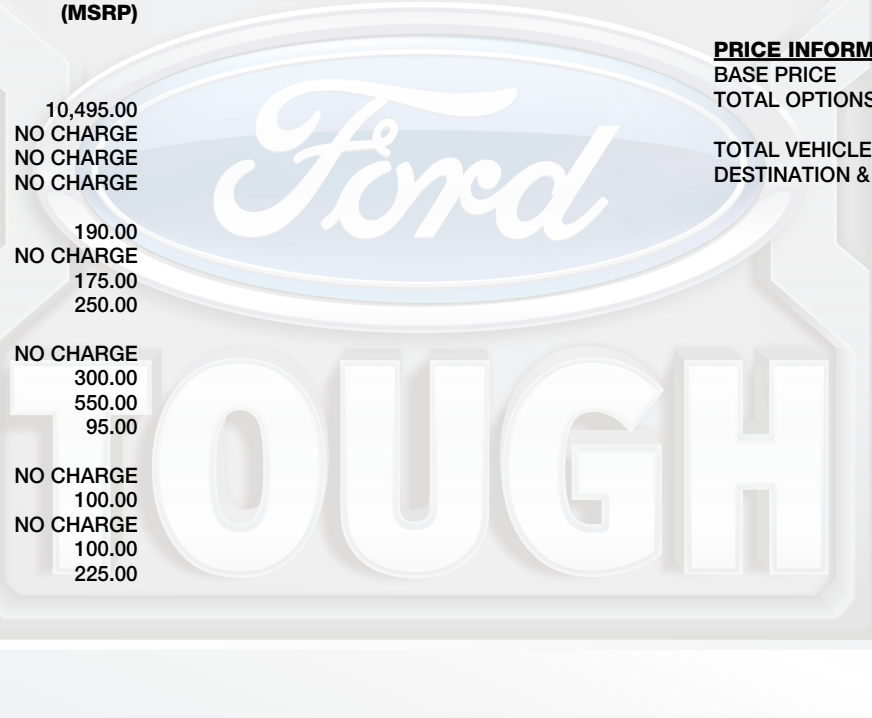 (MSRP)
10,495.00
NO CHARGE
NO CHARGE
NO CHARGE
190.00
NO CHARGE
175.00
250.00
NO CHARGE
300.00
550.00
95.00
NO CHARGE
100.00
NO CHARGE
100.00
225.00
PRICE INFORM
BASE PRICE
TOTAL OPTIONS
TOTAL VEHICLE
DESTINATION &
Ford
TOUGH